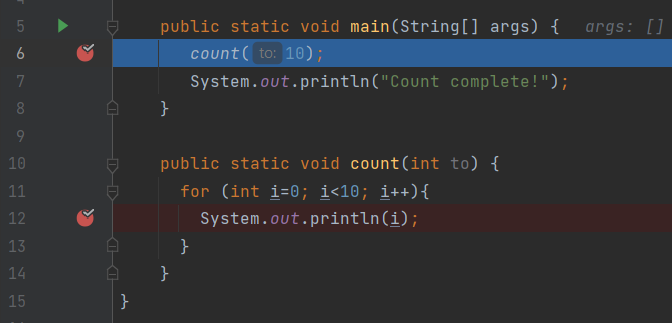 4
5 public static void main(String[] args) { args: []
6 count( to: 10);
7 System.out.println("Count complete!");
8 }
9
10 public static void count(int to) {
11 for (int i=0; i<10; i++){
12 System.out.println(i);
13 }
14 }
15 }